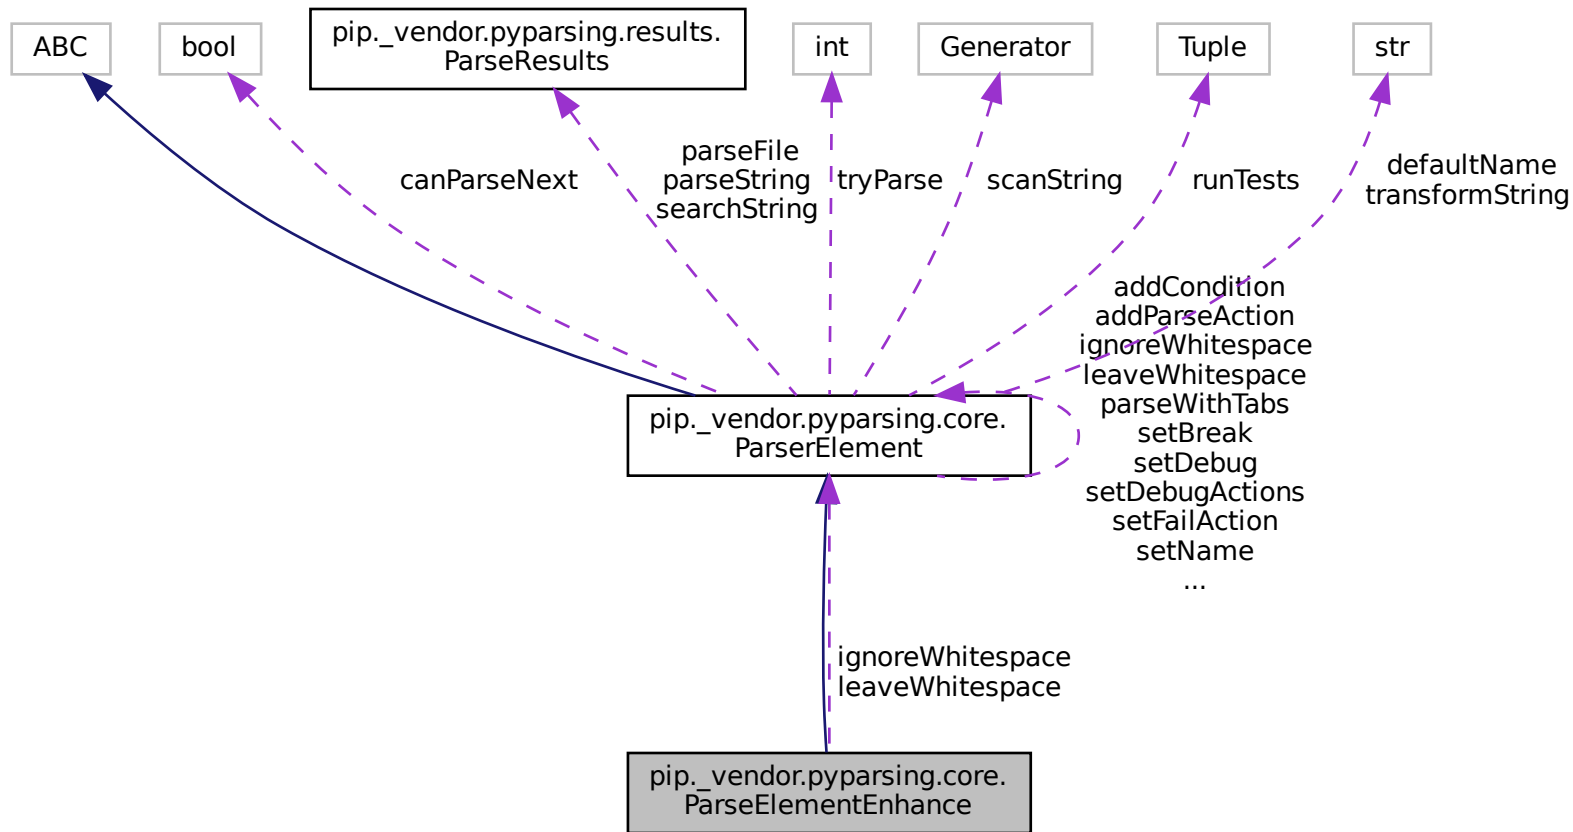 ABC
bool
pip._vendor.pyparsing.results.
ParseResults
int
Generator
Tuple
str
canParseNext
parseFile
parseString
searchString
tryParse
scanString
runTests
defaultName
transformString
addCondition
addParseAction
ignoreWhitespace
leaveWhitespace
parseWithTabs
setBreak
setDebug
setDebugActions
setFailAction
setName
...
pip._vendor.pyparsing.core.
ParserElement
ignoreWhitespace
leaveWhitespace
pip._vendor.pyparsing.core.
ParseElementEnhance